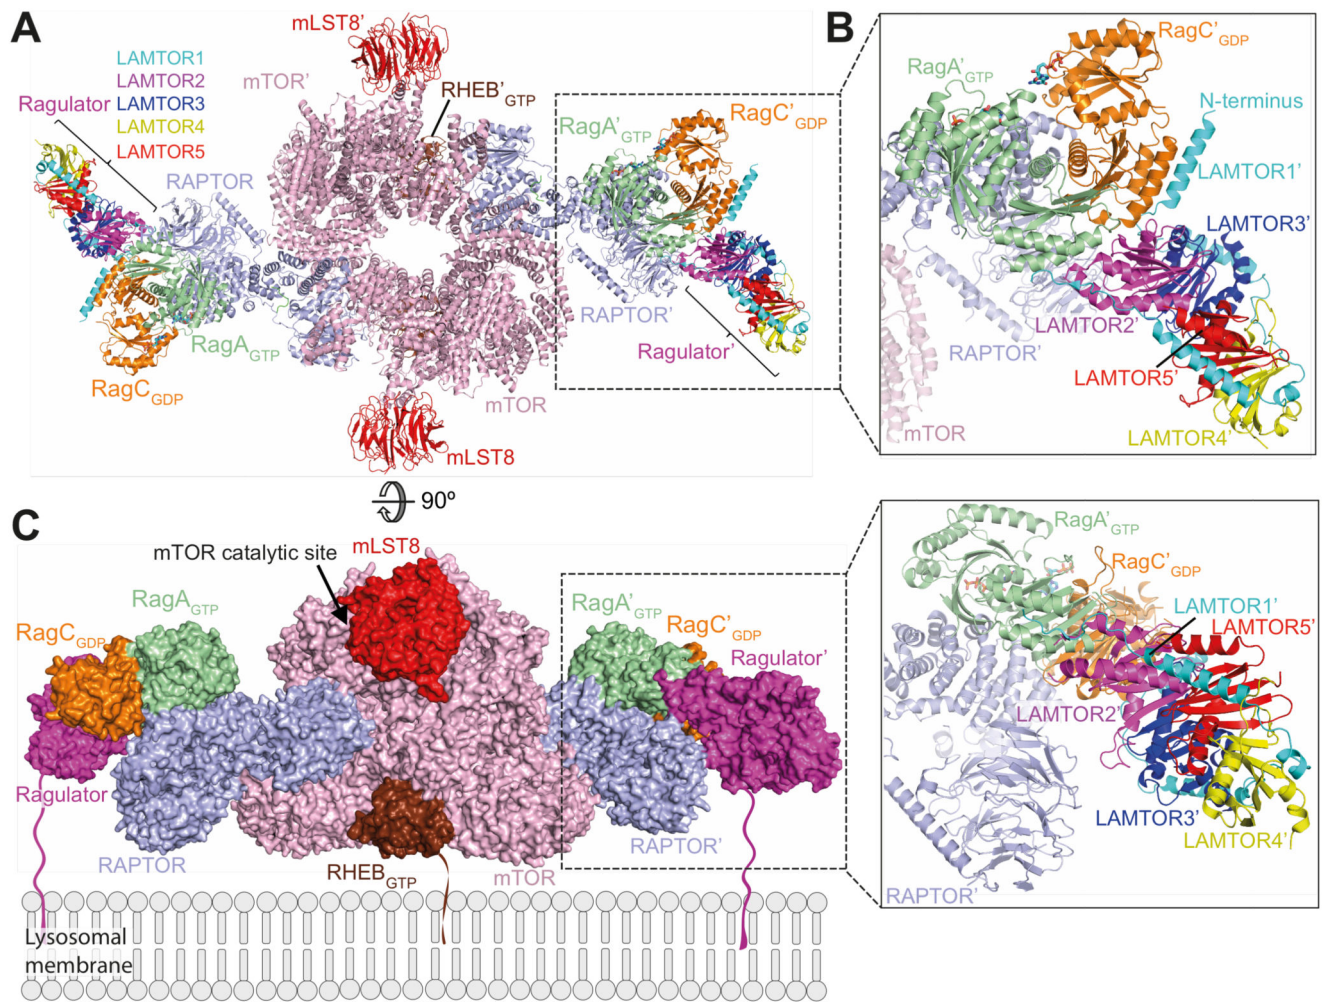 A
mLST8'
LAMTOR1
LAMTOR2
Ragulator
LAMTOR3
LAMTOR4
LAMTOR5
mTOR'
RHEB'GTP
RAPTOR
RagA'GTP
RagC'GDP
RAPTOR'
Ragulator'
RagAGTP
RagCGDP
mTOR
mLST8
90º
B
RagC'GDP
RagA'GTP
N-terminus
LAMTOR1'
LAMTOR3'
LAMTOR2'
RAPTOR'
LAMTOR5'
mTOR
LAMTOR4'
C
mTOR catalytic site
mLST8
RagAGTP
RagCGDP
RagA'GTP
RagC'GDP
Ragulator'
Ragulator
RAPTOR
RHEBGTP
mTOR
RAPTOR'
Lysosomal
membrane
RagA'GTP
RagC'GDP
LAMTOR1'
LAMTOR5'
LAMTOR2'
LAMTOR3'
LAMTOR4'
RAPTOR'